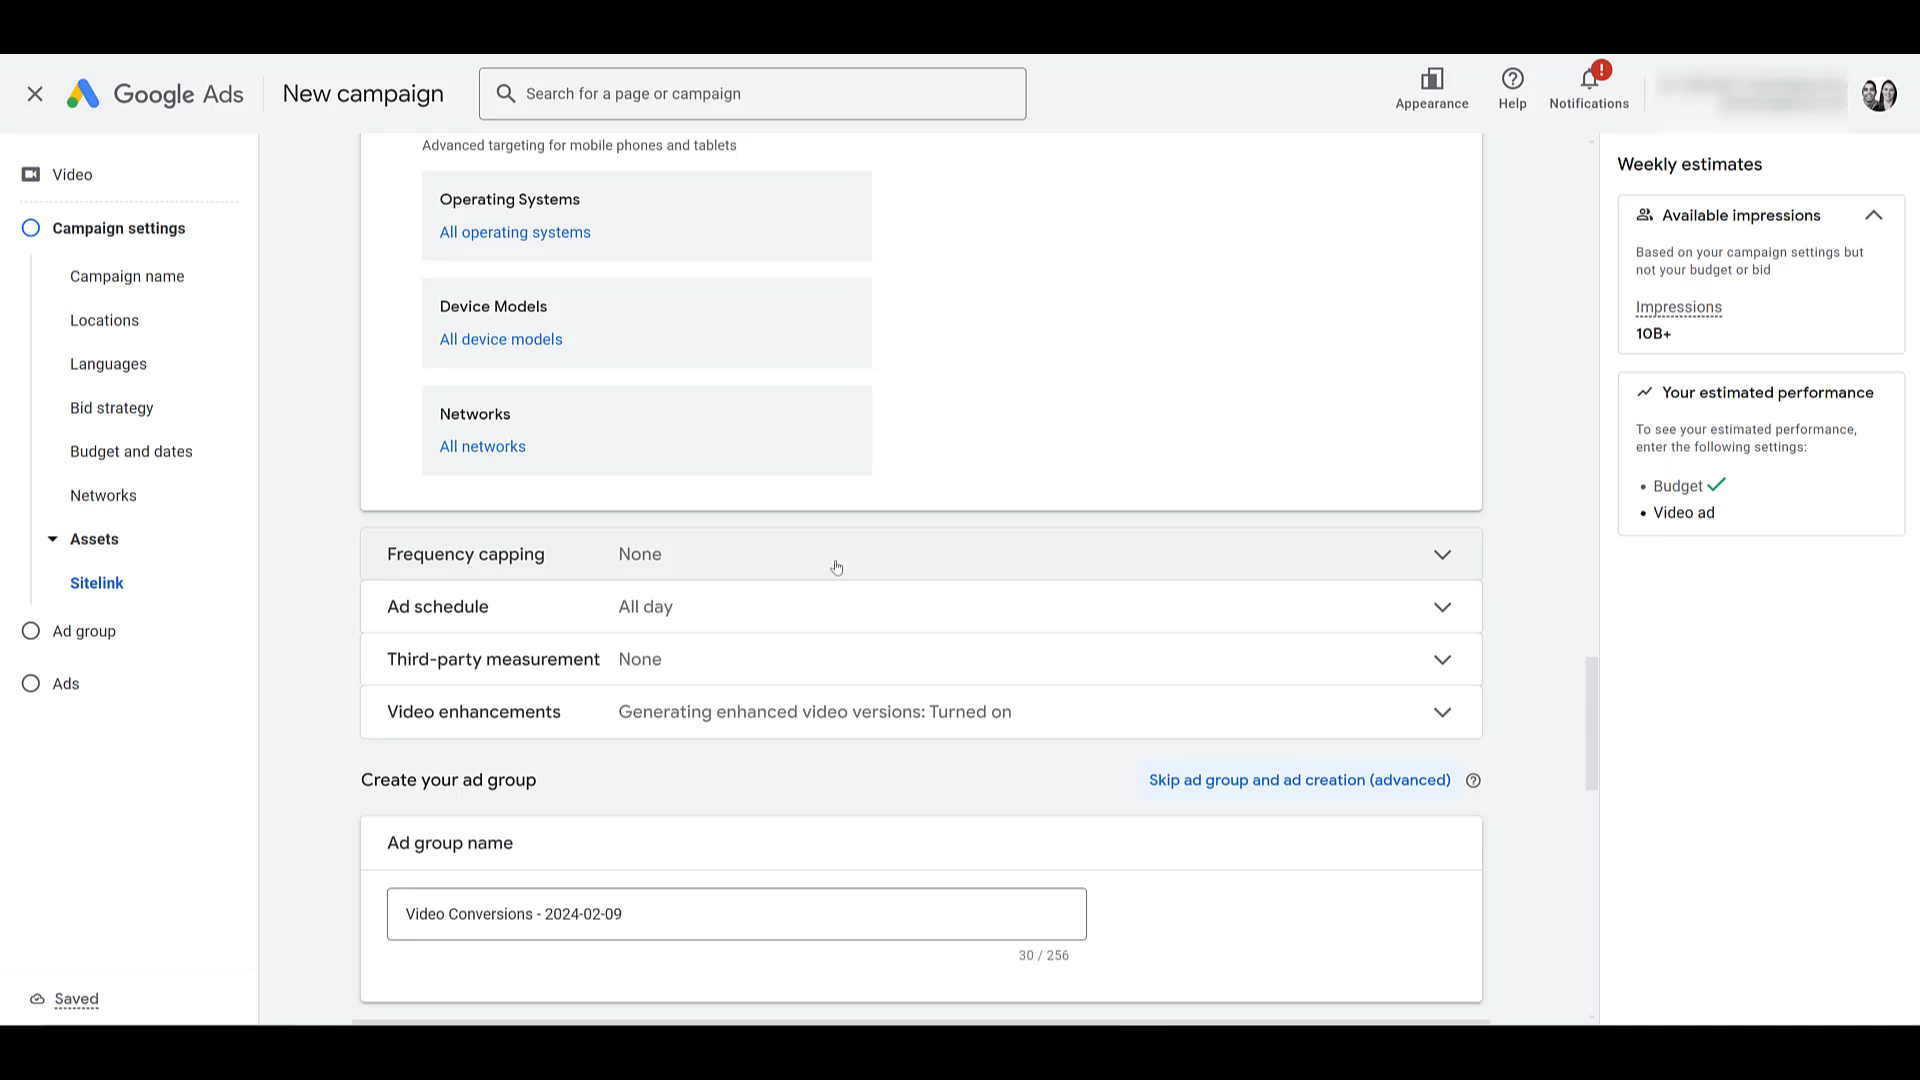 Google Ads
New campaign
Search for a page or campaign
Appearance
Help
Notifications
!
Video
Campaign settings
Campaign name
Locations
Languages
Bid strategy
Budget and dates
Networks
Assets
Sitelink
Ad group
Ads
Saved
Advanced targeting for mobile phones and tablets
Operating Systems
All operating systems
Device Models
All device models
Networks
All networks
Frequency capping None
Ad schedule All day
Third-party measurement None
Video enhancements Generating enhanced video versions: Turned on
Create your ad group
Skip ad group and ad creation (advanced)
Ad group name
Video Conversions - 2024-02-09
30 / 256
Weekly estimates
Available impressions
Based on your campaign settings but
not your budget or bid
Impressions
10B+
Your estimated performance
To see your estimated performance,
enter the following settings:
• Budget
• Video ad